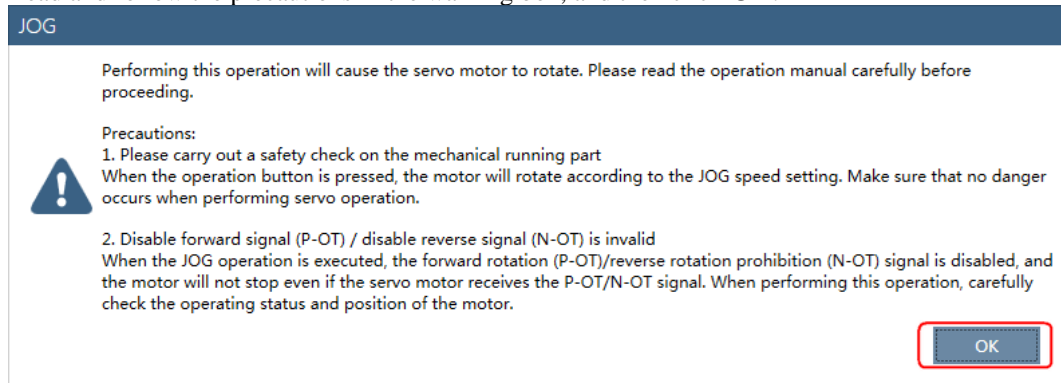 JOG
Performing this operation will cause the servo motor to rotate. Please read the operation manual carefully before
proceeding.
Precautions:
1. Please carry out a safety check on the mechanical running part
When the operation button is pressed, the motor will rotate according to the JOG speed setting. Make sure that no danger
occurs when performing servo operation.
2. Disable forward signal (P-OT) / disable reverse signal (N-OT) is invalid
When the JOG operation is executed, the forward rotation (P-OT)/reverse rotation prohibition (N-OT) signal is disabled, and
the motor will not stop even if the servo motor receives the P-OT/N-OT signal. When performing this operation, carefully
check the operating status and position of the motor.
OK